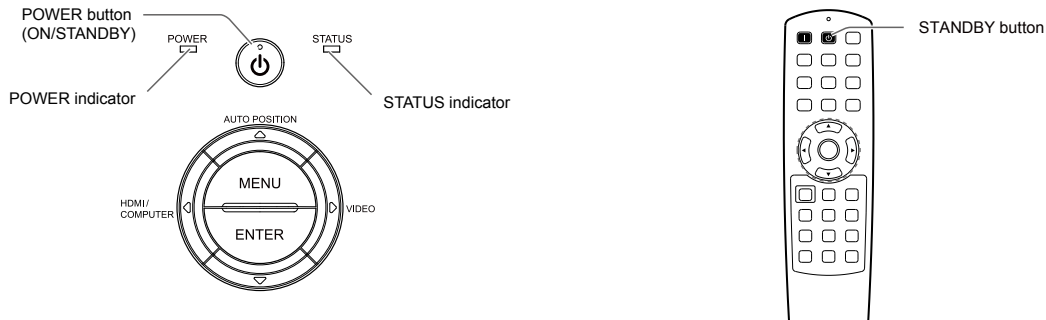 POWER button
(ON/STANDBY)
POWER
STATUS
POWER indicator
STATUS indicator
AUTO POSITION
MENU
HDMI/
COMPUTER
VIDEO
ENTER
STANDBY button
I